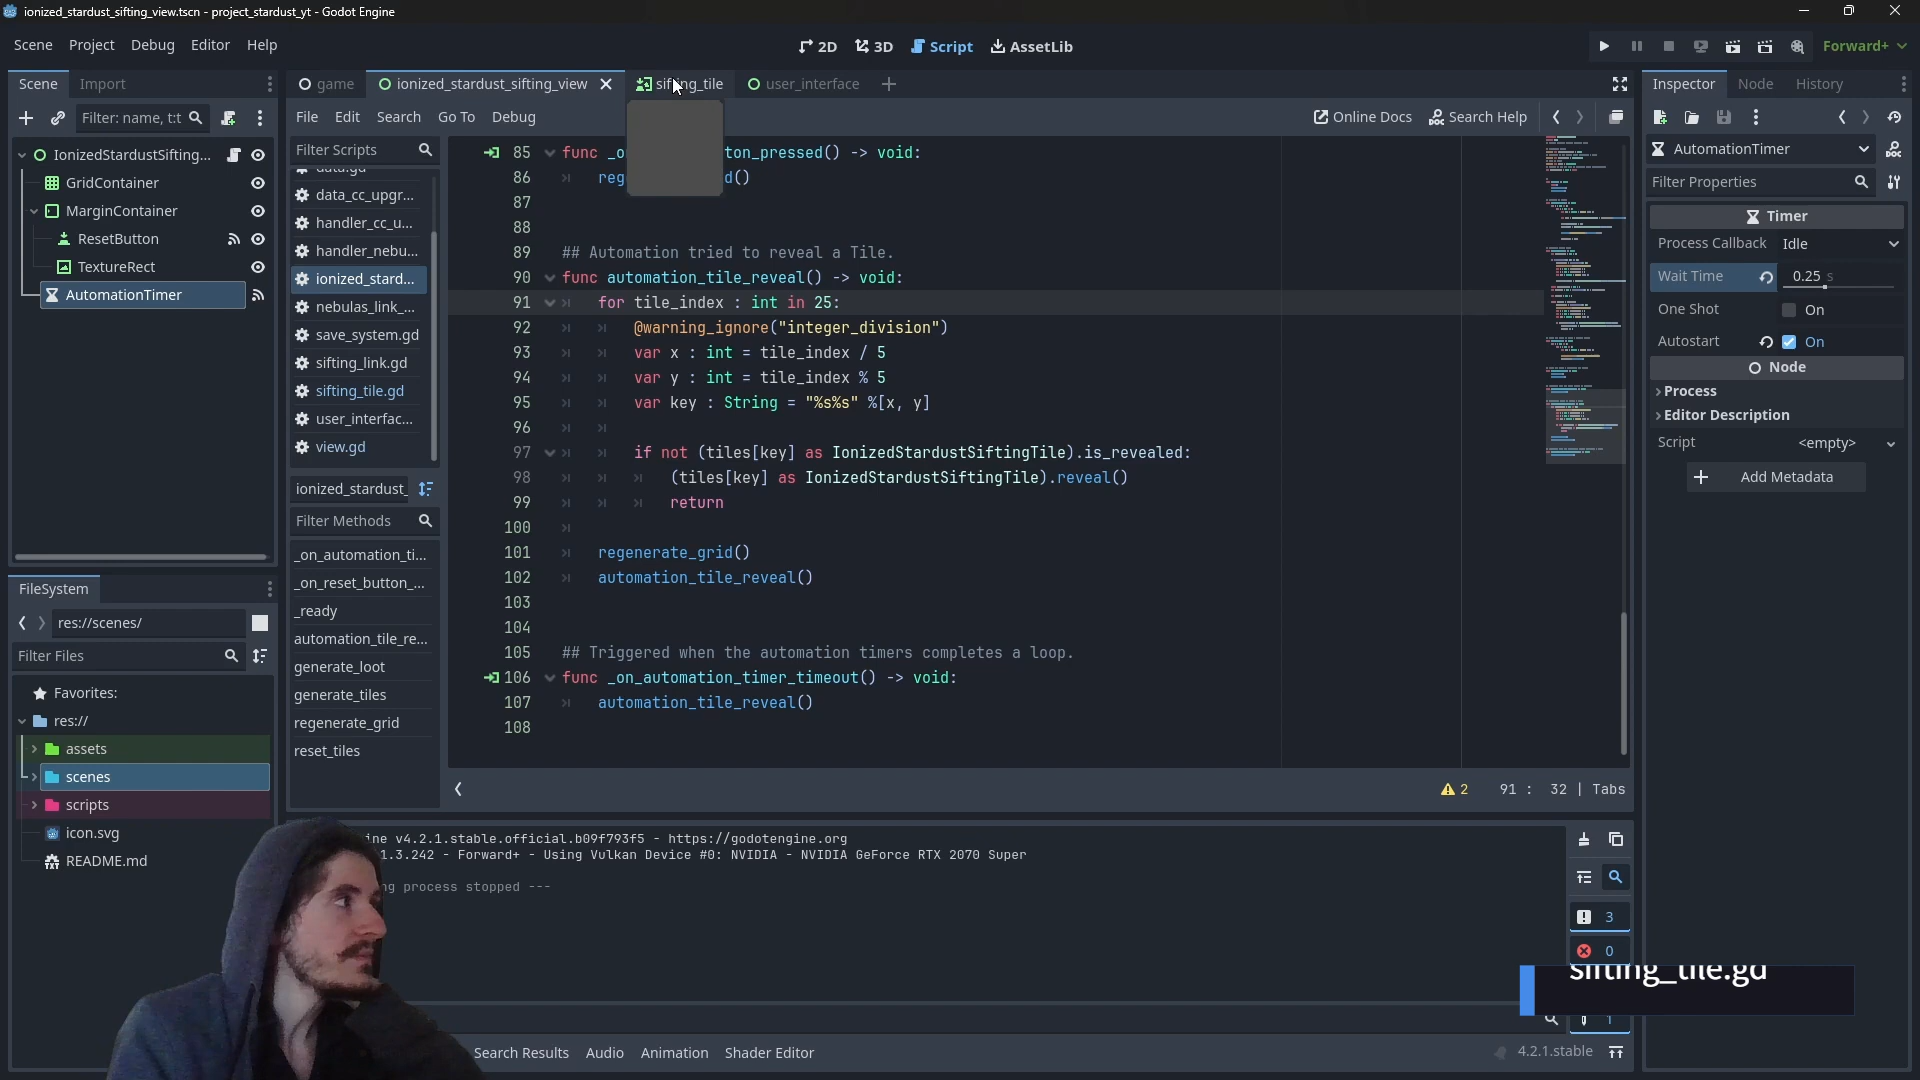 ionized_stardust_sifting_view.tscn - project_stardust_yt - Godot Engine
Scene Project Debug Editor Help
2D 3D Script AssetLib
Forward+
Scene Import
game ionized_stardust_sifting_view sifting_tile user_interface
Inspector Node History
Filter: name, t:t
File Edit Search Go To Debug
Online Docs Search Help
IonizedStardustSifting...
GridContainer
MarginContainer
ResetButton
TextureRect
AutomationTimer
Filter Scripts
data.gd
data_cc_upgr...
handler_cc_u...
handler_nebu...
ionized_stard...
nebulas_link_...
save_system.gd
sifting_link.gd
sifting_tile.gd
user_interfac...
view.gd
ionized_stardust_
Filter Methods
_on_automation_ti...
_on_reset_button_...
_ready
automation_tile_re...
generate_loot
generate_tiles
regenerate_grid
reset_tiles
85 func _o ton_pressed() -> void:
86 reg d()
87
88
89 ## Automation tried to reveal a Tile.
90 func automation_tile_reveal() -> void:
91 for tile_index : int in 25:
92 @warning_ignore("integer_division")
93 var x : int = tile_index / 5
94 var y : int = tile_index % 5
95 var key : String = "%s%s" %[x, y]
96
97 if not (tiles[key] as IonizedStardustSiftingTile).is_revealed:
98 (tiles[key] as IonizedStardustSiftingTile).reveal()
99 return
100
101 regenerate_grid()
102 automation_tile_reveal()
103
104
105 ## Triggered when the automation timers completes a loop.
106 func _on_automation_timer_timeout() -> void:
107 automation_tile_reveal()
108
2 91 : 32 | Tabs
AutomationTimer
Filter Properties
Timer
Process Callback Idle
Wait Time 0.25 s
One Shot On
Autostart On
Node
Process
Editor Description
Script <empty>
Add Metadata
FileSystem
res://scenes/
Filter Files
Favorites:
res://
assets
scenes
scripts
icon.svg
README.md
ine v4.2.1.stable.official.b09f793f5 - https://godotengine.org
1.3.242 - Forward+ - Using Vulkan Device #0: NVIDIA - NVIDIA GeForce RTX 2070 Super
ng process stopped ---
3
0
1
sifting_tile.gd
Search Results Audio Animation Shader Editor
4.2.1.stable